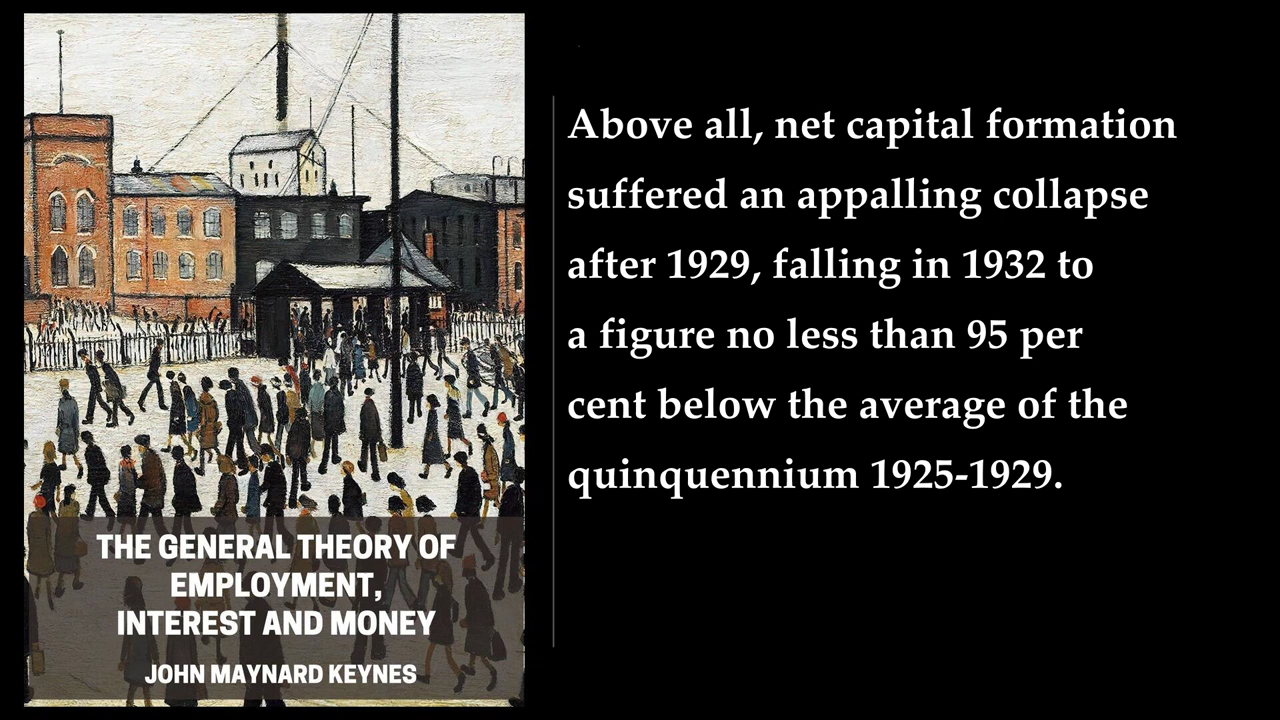 THE GENERAL THEORY OF
EMPLOYMENT,
INTEREST AND MONEY
JOHN MAYNARD KEYNES
Above all, net capital formation
suffered an appalling collapse
after 1929, falling in 1932 to
a figure no less than 95 per
cent below the average of the
quinquennium 1925-1929.